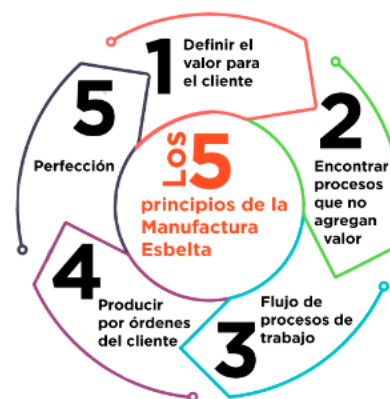 LOS 5
principios de la
Manufactura
Esbelta
1
Definir el
valor para
el cliente
2
Encontrar
procesos
que no
agregan
valor
3
Flujo de
procesos de
trabajo
4
Producir
por órdenes
del cliente
5
Perfección